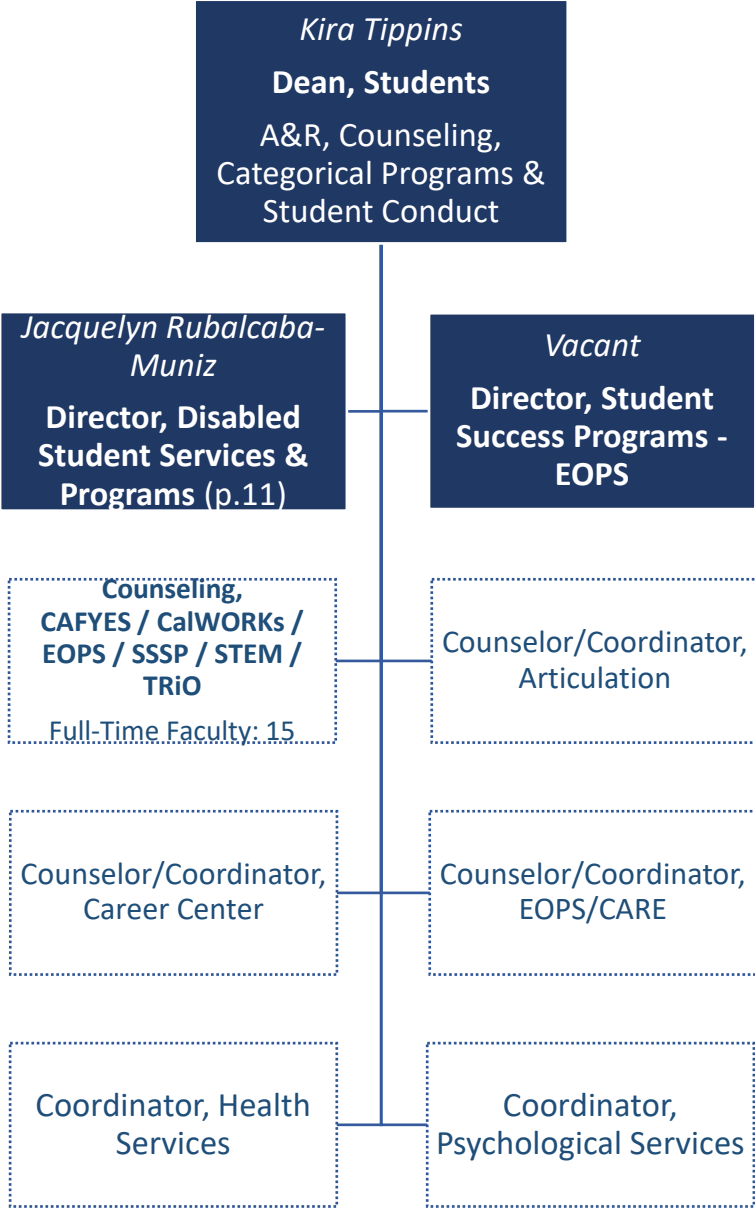 Kira Tippins
Dean, Students
A&R, Counseling,
Categorical Programs &
Student Conduct
Jacquelyn Rubalcaba-
Muniz
Director, Disabled
Student Services &
Programs (p.11)
Vacant
Director, Student
Success Programs -
EOPS
Counseling,
CAFYES / CalWORKs /
EOPS / SSSP / STEM /
TRiO
Full-Time Faculty: 15
Counselor/Coordinator,
Articulation
Counselor/Coordinator,
Career Center
Counselor/Coordinator,
EOPS/CARE
Coordinator, Health
Services
Coordinator,
Psychological Services